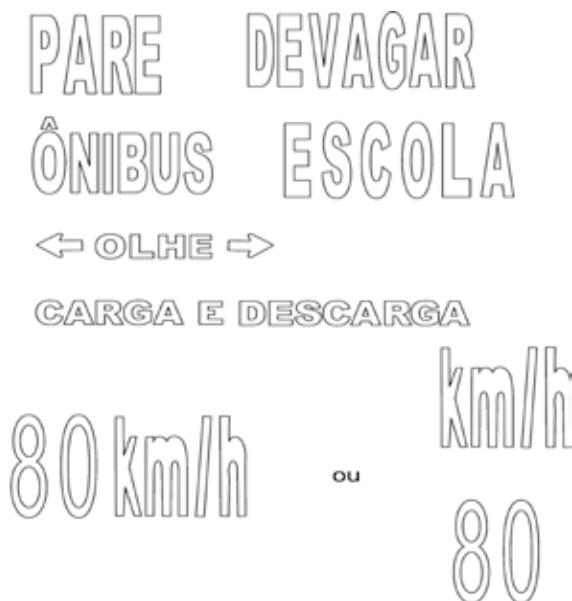 PARE DEVAGAR
ÔNIBUS ESCOLA
OLHE
CARGA E DESCARGA
80 km/h ou km/h 80